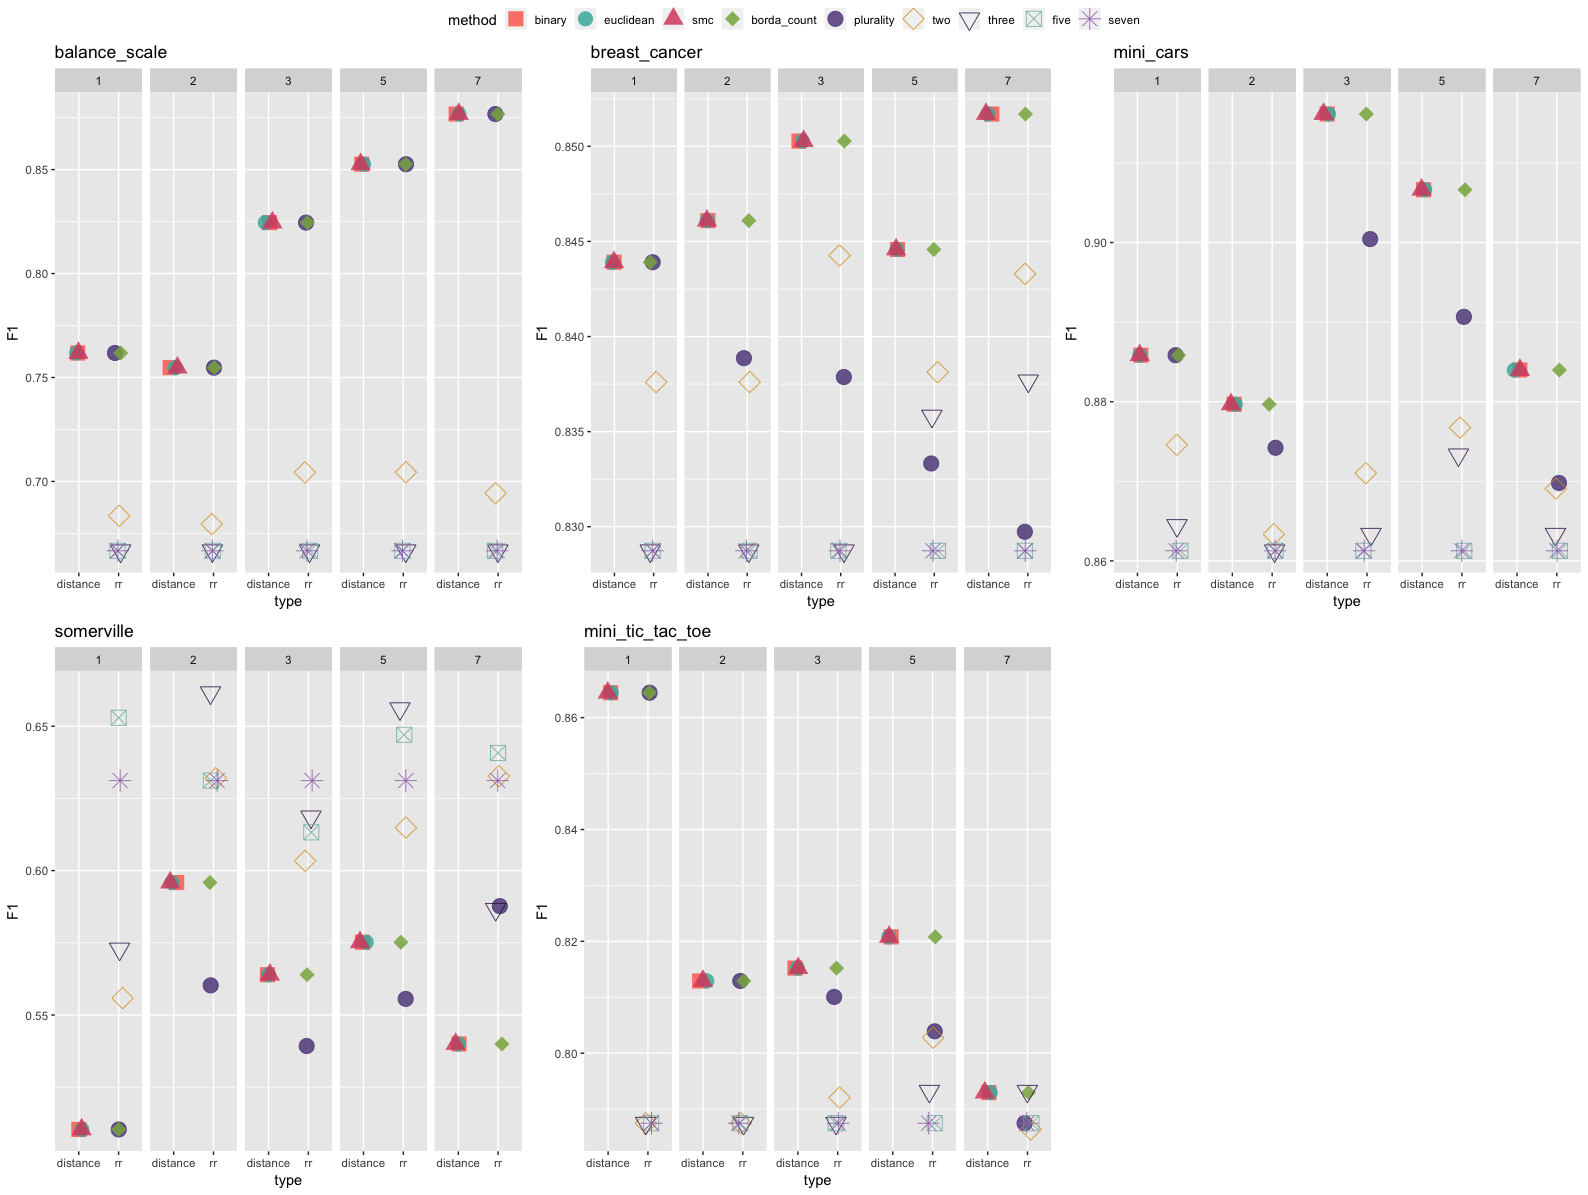 method binary euclidean smc borda_count plurality two three five seven
balance_scale
1 2 3 5 7
0.85
0.80
0.75
0.70
F1
distance rr distance rr distance rr distance rr distance rr
type
breast_cancer
1 2 3 5 7
0.850
0.845
0.840
0.835
0.830
F1
distance rr distance rr distance rr distance rr distance rr
type
mini_cars
1 2 3 5 7
0.90
0.88
0.86
F1
distance rr distance rr distance rr distance rr distance rr
type
somerville
1 2 3 5 7
0.65
0.60
0.55
F1
distance rr distance rr distance rr distance rr distance rr
type
mini_tic_tac_toe
1 2 3 5 7
0.86
0.84
0.82
0.80
F1
distance rr distance rr distance rr distance rr distance rr
type